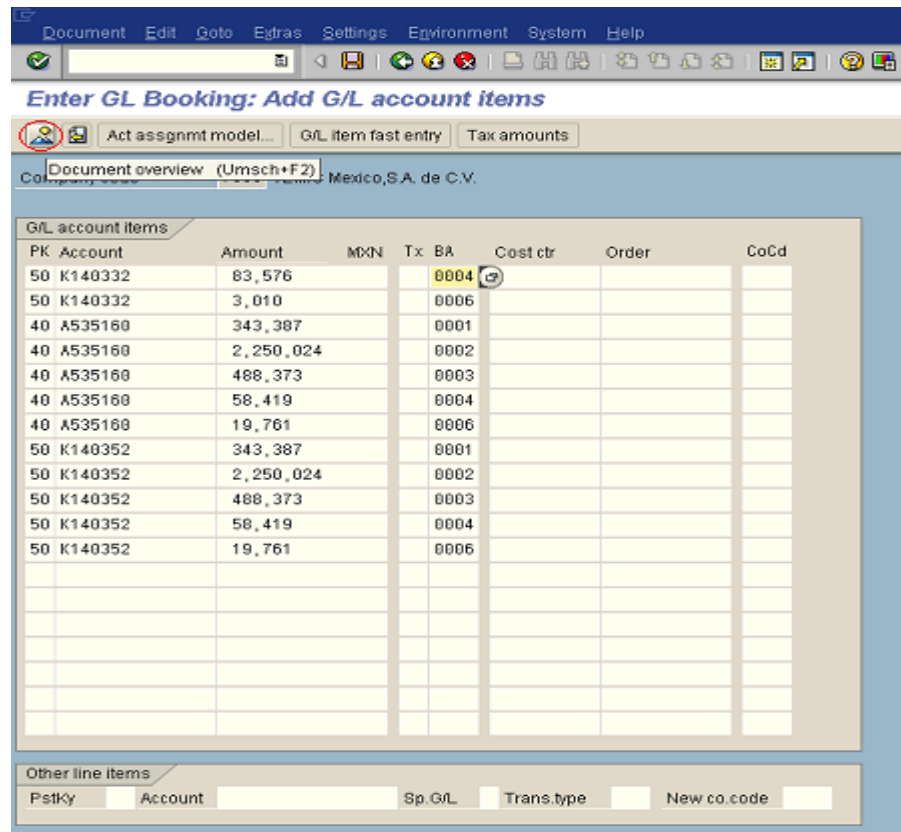 Document Edit Goto Extras Settings Environment System Help
Enter GL Booking: Add G/L account items
Act assgnmt model... G/L item fast entry Tax amounts
Document overview (Umsch+F2)
Mexico,S.A. de C.V.
G/L account items
PK Account Amount MXN Tx BA Cost ctr Order CoCd
50 K140332 83,576 0004
50 K140332 3,010 0006
40 A535160 343,387 0001
40 A535160 2,250,024 0002
40 A535160 488,373 0003
40 A535160 58,419 0004
40 A535160 19,761 0006
50 K140352 343,387 0001
50 K140352 2,250,024 0002
50 K140352 488,373 0003
50 K140352 58,419 0004
50 K140352 19,761 0006
Other line items
PstKy Account Sp.G/L Trans.type New co.code